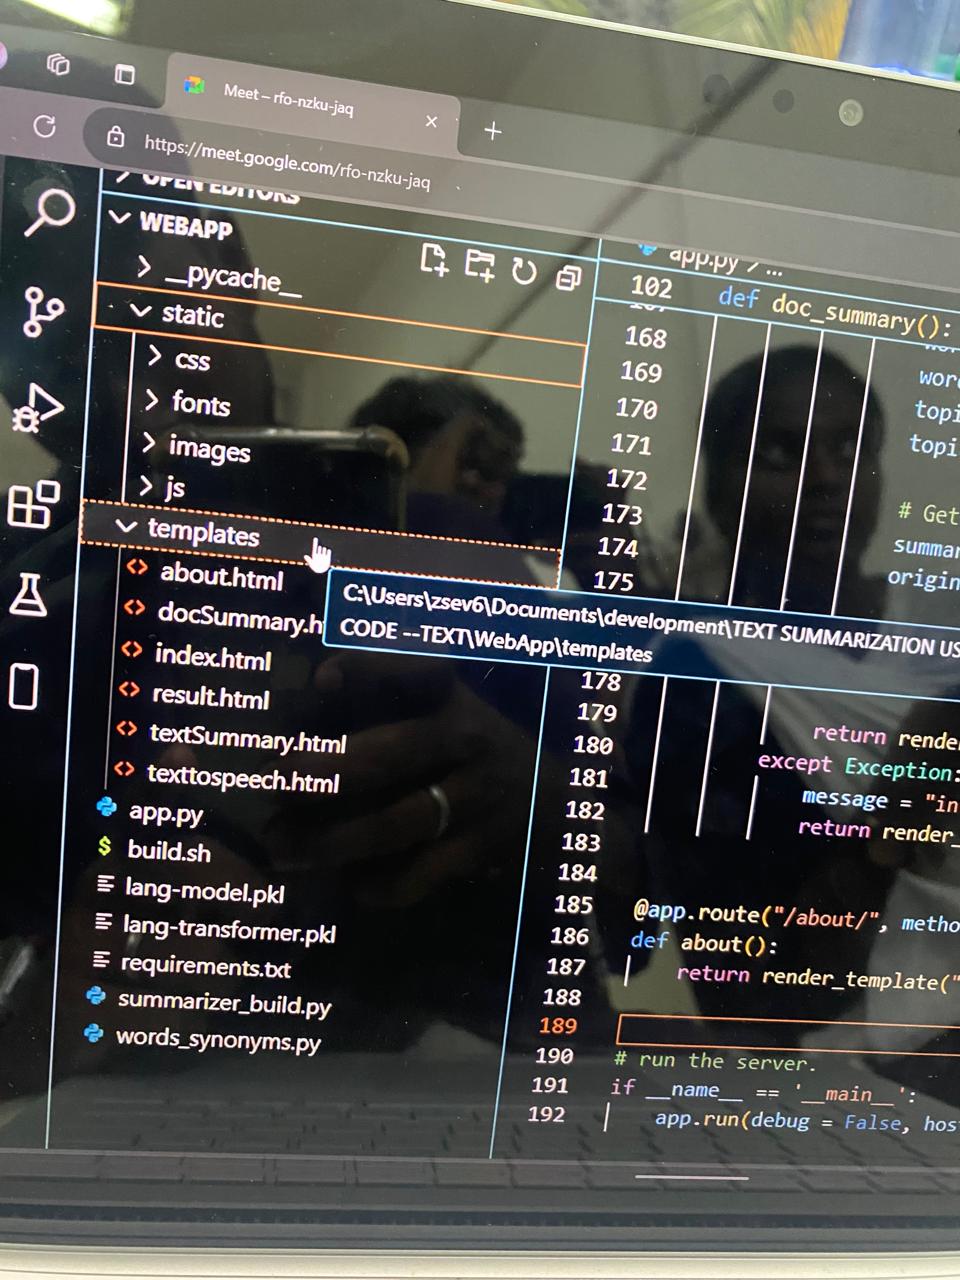 Meet – rfo-nzku-jaq
https://meet.google.com/rfo-nzku-jaq
OPEN EDITORS
WEBAPP
__pycache__
static
css
fonts
images
js
templates
about.html
docSummary.h
index.html
result.html
textSummary.html
texttospeech.html
app.py
build.sh
lang-model.pkl
lang-transformer.pkl
requirements.txt
summarizer_build.py
words_synonyms.py
C:\Users\zsev6\Documents\development\TEXT SUMMARIZATION US
CODE --TEXT\WebApp\templates
app.py > ...
102 def doc_summary():
168
169 wor
170 topi
171 topi
172
173 # Get
174 summa
175 origin
178
179
180 return rende
181 except Exception:
182 message = "in
183 return render_
184
185 @app.route("/about/", metho
186 def about():
187 return render_template("
188
189
190 # run the server.
191 if __name__ == '__main__':
192 app.run(debug = False, hos